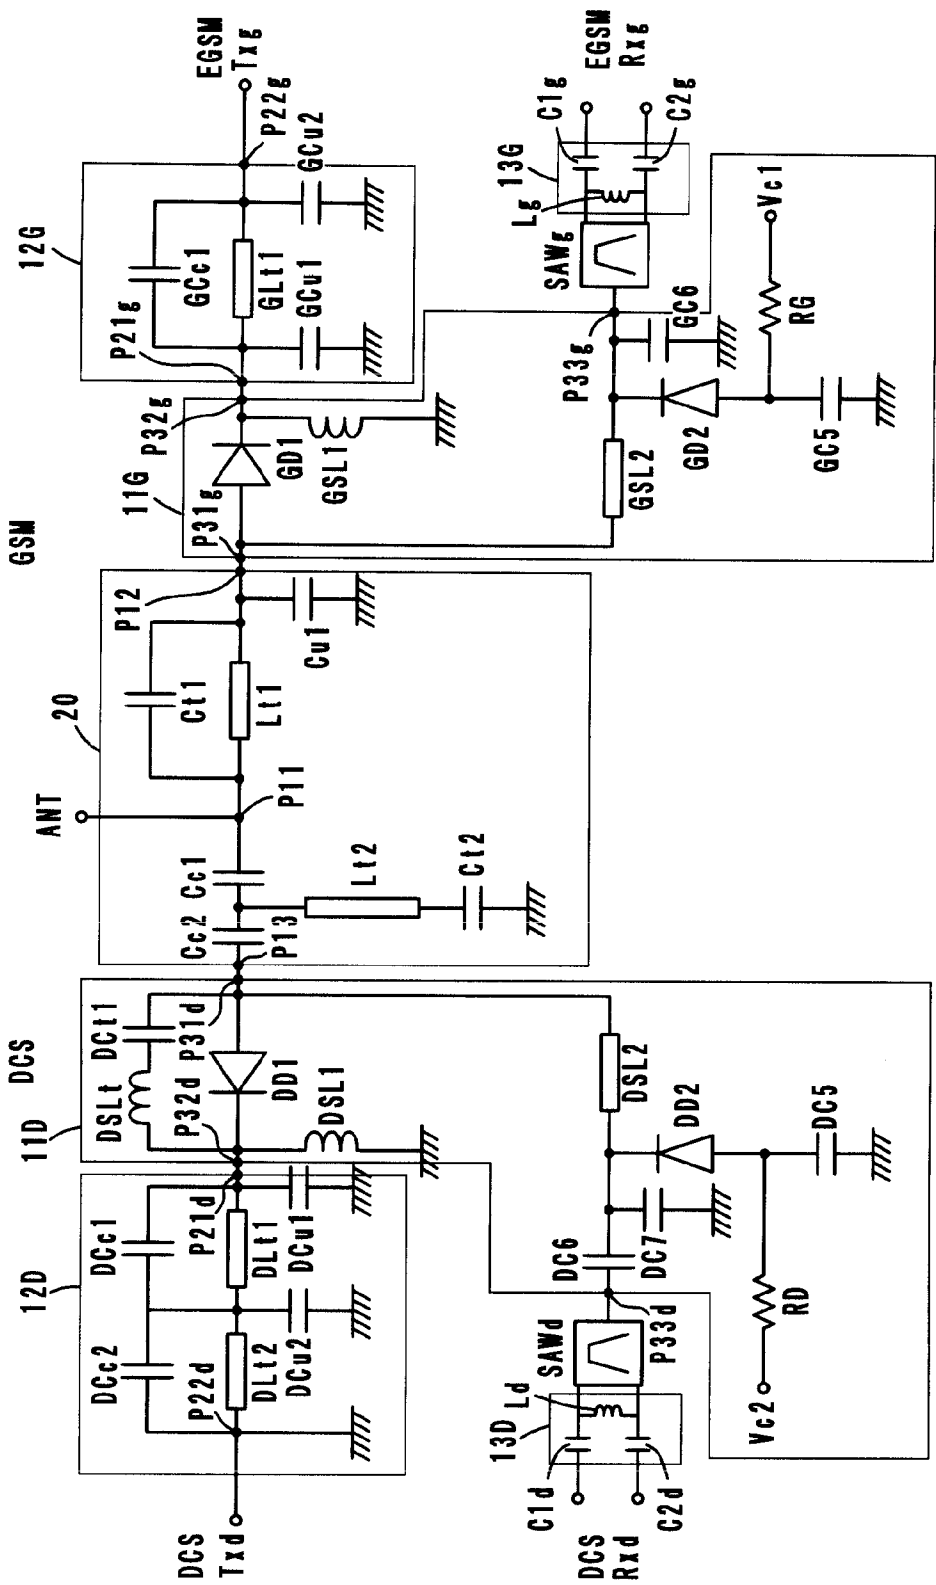 GSM
DCS
EGSM
Txg
P22g
12G
GCc1
GLt1
GCu2
GCu1
P21g
P32g
11G
GD1
GSL1
P31g
EGSM
Rxg
C1g
C2g
13G
Lg
SAWg
P33g
GC6
Vc1
RG
GD2
GC5
GSL2
P12
20
Ct1
Lt1
Cu1
ANT
P11
Cc1
Cc2
Lt2
Ct2
P13
11D
DSLt
DCt1
P31d
P32d
DD1
DSL1
DSL2
DD2
DC5
DC6
DC7
P33d
RD
Vc2
12D
DCc1
DCc2
P21d
DLt1
DCu1
DLt2
DCu2
P22d
DCS
Txd
SAWd
Ld
13D
C1d
C2d
DCS
Rxd